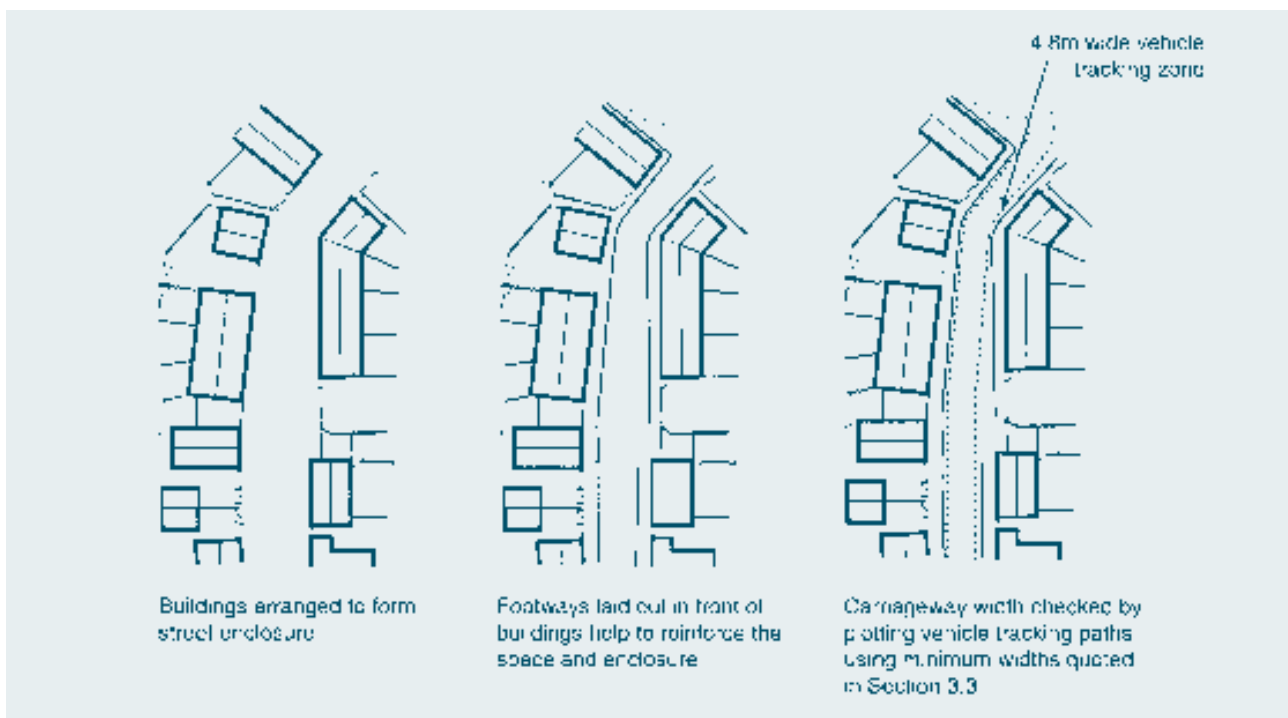 4.8m wide vehicle
tracking zone
Buildings arranged to form
street enclosure
Footways laid out in front of
buildings help to reinforce the
space and enclosure
Carriageway width checked by
plotting vehicle tracking paths
using minimum widths quoted
in Section 3.3